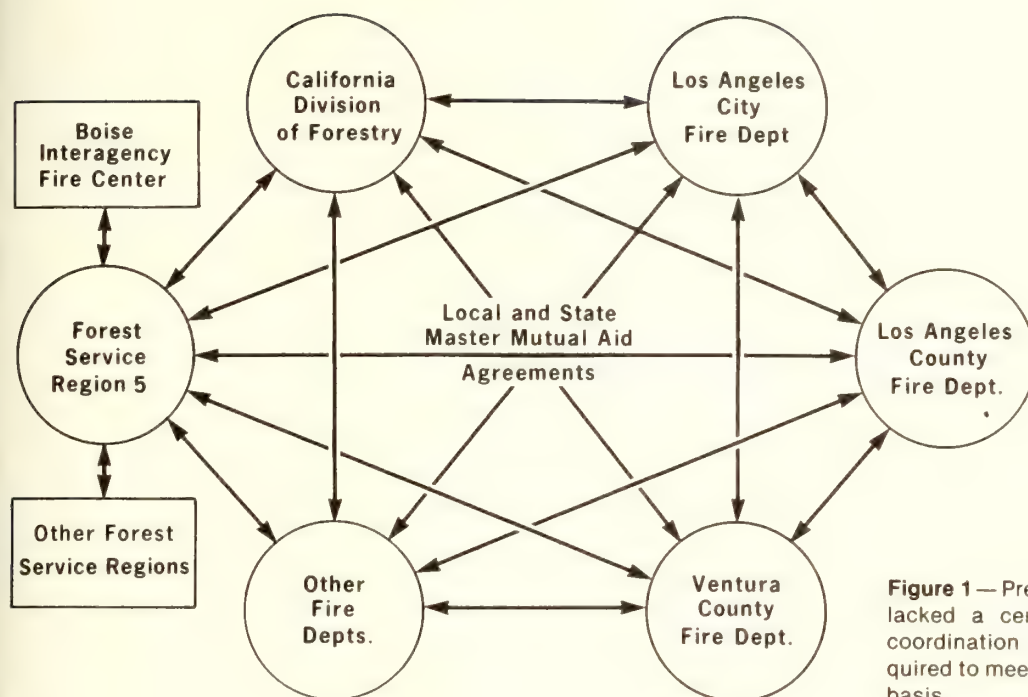 California
Division
of Forestry
Los Angeles
City
Fire Dept
Boise
Interagency
Fire Center
Forest
Service
Region 5
Local and State
Master Mutual Aid
Agreements
Los Angeles
County
Fire Dept.
Other Forest
Service Regions
Other
Fire
Depts.
Ventura
County
Fire Dept.
Figure 1 — Pre
lacked a cer
coordination
quired to mee
basis